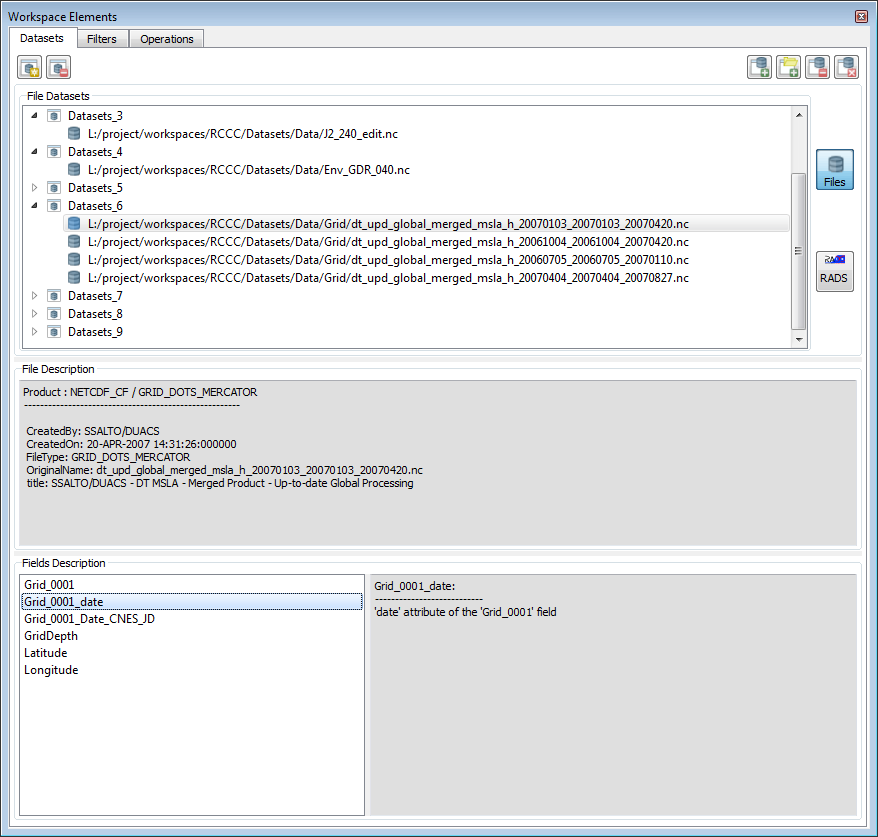 Workspace Elements
Datasets
Filters
Operations
File Datasets
Datasets_3
L:/project/workspaces/RCCC/Datasets/Data/J2_240_edit.nc
Datasets_4
L:/project/workspaces/RCCC/Datasets/Data/Env_GDR_040.nc
Datasets_5
Datasets_6
L:/project/workspaces/RCCC/Datasets/Data/Grid/dt_upd_global_merged_msla_h_20070103_20070103_20070420.nc
L:/project/workspaces/RCCC/Datasets/Data/Grid/dt_upd_global_merged_msla_h_20061004_20061004_20070420.nc
L:/project/workspaces/RCCC/Datasets/Data/Grid/dt_upd_global_merged_msla_h_20060705_20060705_20070110.nc
L:/project/workspaces/RCCC/Datasets/Data/Grid/dt_upd_global_merged_msla_h_20070404_20070404_20070827.nc
Datasets_7
Datasets_8
Datasets_9
Files
RADS
File Description
Product : NETCDF_CF / GRID_DOTS_MERCATOR
------------------------------------------------------
CreatedBy: SSALTO/DUACS
CreatedOn: 20-APR-2007 14:31:26:000000
FileType: GRID_DOTS_MERCATOR
OriginalName: dt_upd_global_merged_msla_h_20070103_20070103_20070420.nc
title: SSALTO/DUACS - DT MSLA - Merged Product - Up-to-date Global Processing
Fields Description
Grid_0001
Grid_0001_date
Grid_0001_Date_CNES_JD
GridDepth
Latitude
Longitude
Grid_0001_date:
---------------------------
'date' attribute of the 'Grid_0001' field